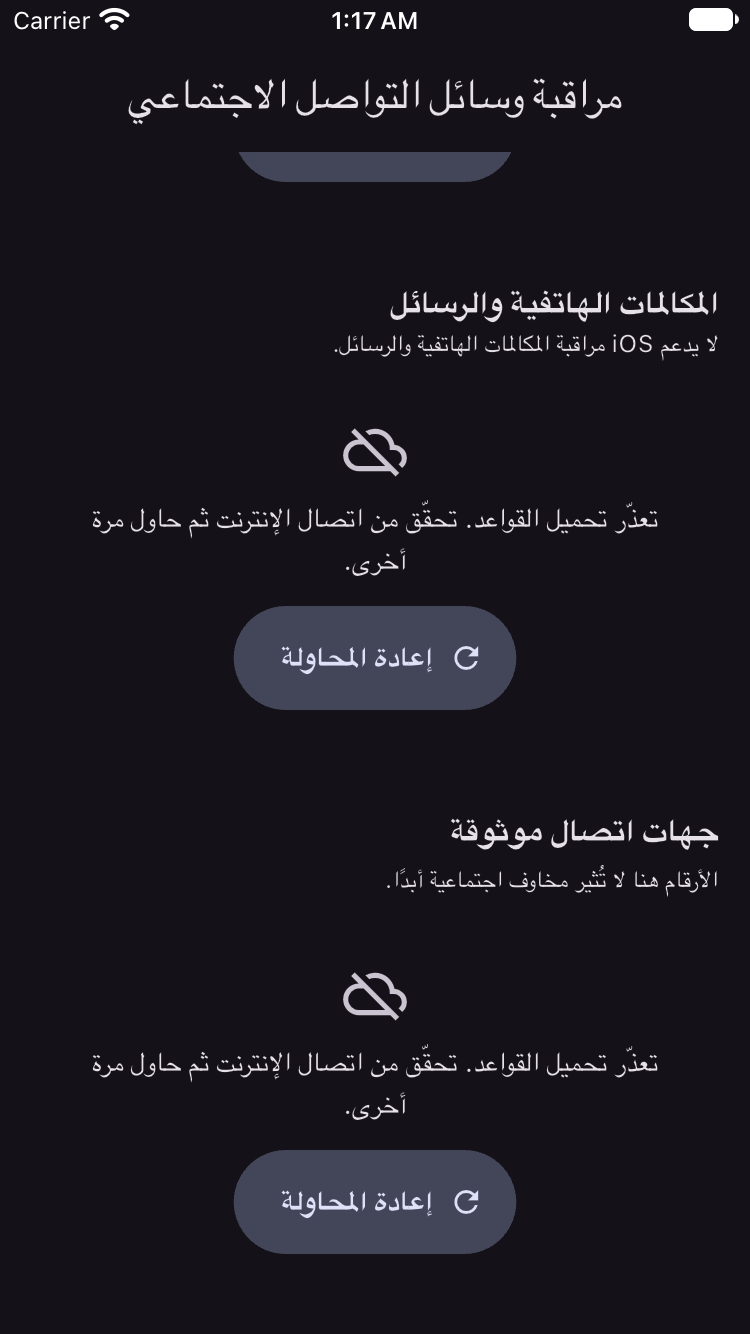 Carrier 1:17 AM
مراقبة وسائل التواصل الاجتماعي
المكالمات الهاتفية والرسائل
لا يدعم iOS مراقبة المكالمات الهاتفية والرسائل.
تعذّر تحميل القواعد. تحقّق من اتصال الإنترنت ثم حاول مرة
أخرى.
إعادة المحاولة
جهات اتصال موثوقة
الأرقام هنا لا تُثير مخاوف اجتماعية أبدًا.
تعذّر تحميل القواعد. تحقّق من اتصال الإنترنت ثم حاول مرة
أخرى.
إعادة المحاولة